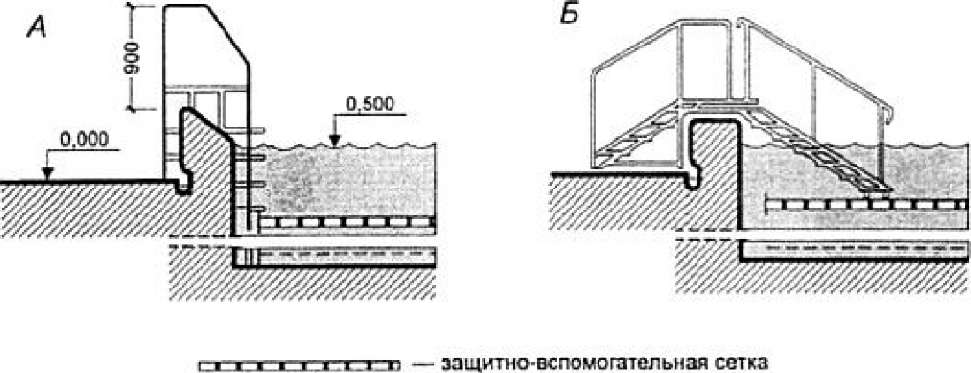 А
Б
900
0,500
0,000
— защитно-вспомогательная сетка